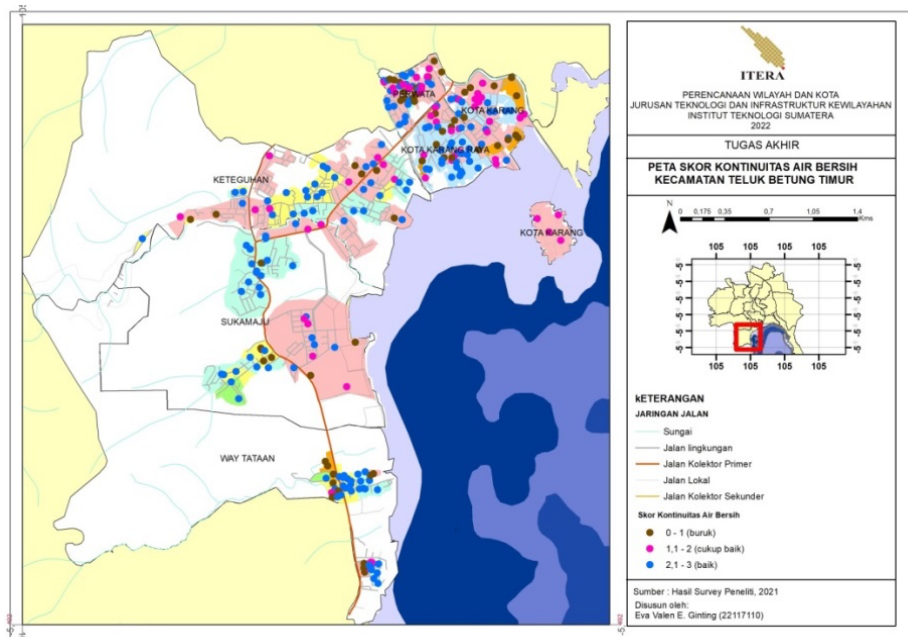 PERWATA
KOTA KARANG
KOTA KARANG RAYA
KETEGUHAN
KOTA KARANG
SUKAMAJU
WAY TATAAN
ITERA
PERENCANAAN WILAYAH DAN KOTA
JURUSAN TEKNOLOGI DAN INFRASTRUKTUR KEWILAYAHAN
INSTITUT TEKNOLOGI SUMATERA
2022
TUGAS AKHIR
PETA SKOR KONTINUITAS AIR BERSIH
KECAMATAN TELUK BETUNG TIMUR
N
0 0,175 0,35 0,7 1,05 1,4
Kms
105 105 105 105
105 105 105 105
kETERANGAN
JARINGAN JALAN
Sungai
Jalan lingkungan
Jalan Kolektor Primer
Jalan Lokal
Jalan Kolektor Sekunder
Skor Kontinuitas Air Bersih
0 - 1 (buruk)
1,1 - 2 (cukup baik)
2,1 - 3 (baik)
Sumber : Hasil Survey Peneliti, 2021
Disusun oleh:
Eva Valen E. Ginting (22117110)